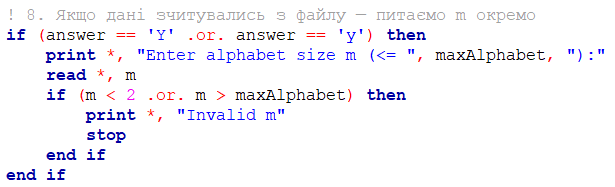 ! 8. Якщо дані зчитувались з файлу — питаємо m окремо
if (answer == 'Y' .or. answer == 'y') then
    print *, "Enter alphabet size m (<= ", maxAlphabet, "):"
    read *, m
    if (m < 2 .or. m > maxAlphabet) then
        print *, "Invalid m"
        stop
    end if
end if